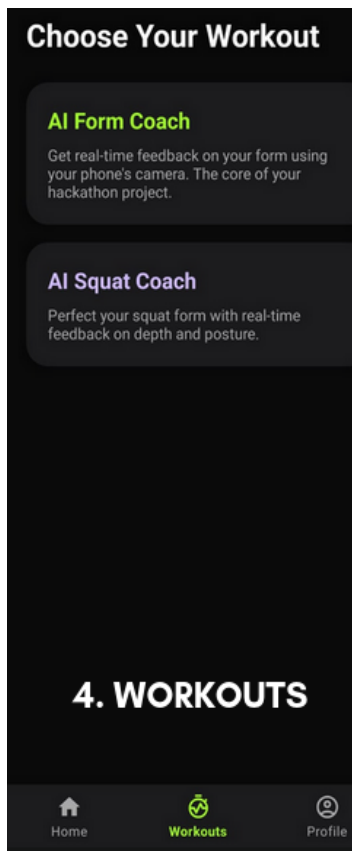 Choose Your Workout
AI Form Coach
Get real-time feedback on your form using
your phone's camera. The core of your
hackathon project.
AI Squat Coach
Perfect your squat form with real-time
feedback on depth and posture.
4. WORKOUTS
Home Workouts Profile